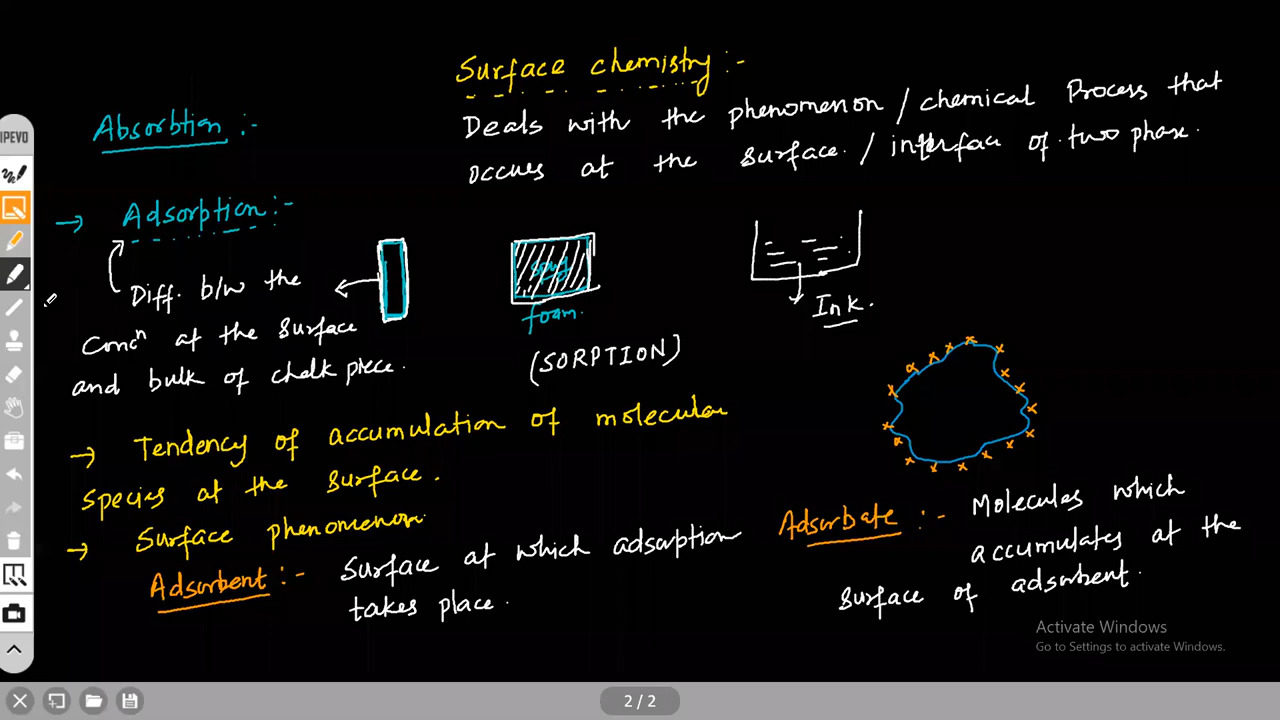 Surface chemistry :-
Deals with the phenomenon / chemical Process that
occurs at the surface. / interface of two phase.
Absorbtion :-
→ Adsorption :-
Diff. b/w the
Concⁿ at the surface
and bulk of chalk piece.
foam.
(SORPTION)
Ink.
→ Tendency of accumulation of molecular
species at the surface.
→ Surface phenomenon
Adsorbent :- Surface at which adsorption
takes place.
Adsorbate :- Molecules which
accumulates at the
surface of adsorbent.
IPEVO
Activate Windows
Go to Settings to activate Windows.
2 / 2